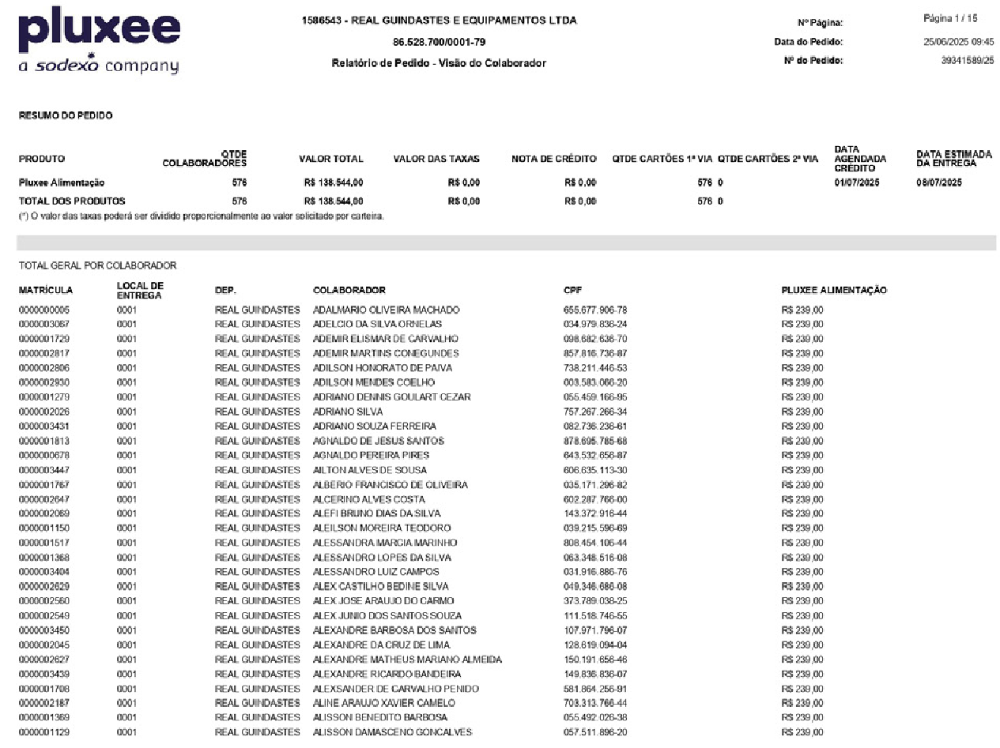 pluxee
a sodexo company
1586543 - REAL GUINDASTES E EQUIPAMENTOS LTDA
86.528.700/0001-79
Relatório de Pedido - Visão do Colaborador
Nº Página: Página 1 / 15
Data do Pedido: 25/06/2025 09:45
Nº do Pedido: 39341589/25
RESUMO DO PEDIDO
PRODUTO QTDE COLABORADORES VALOR TOTAL VALOR DAS TAXAS NOTA DE CRÉDITO QTDE CARTÕES 1ª VIA QTDE CARTÕES 2ª VIA DATA AGENDADA CRÉDITO DATA ESTIMADA DA ENTREGA
Pluxee Alimentação 576 R$ 138.544,00 R$ 0,00 R$ 0,00 576 0 01/07/2025 08/07/2025
TOTAL DOS PRODUTOS 576 R$ 138.544,00 R$ 0,00 R$ 0,00 576 0
(*) O valor das taxas poderá ser dividido proporcionalmente ao valor solicitado por carteira.
TOTAL GERAL POR COLABORADOR
MATRÍCULA LOCAL DE ENTREGA DEP. COLABORADOR CPF PLUXEE ALIMENTAÇÃO
0000000005 0001 REAL GUINDASTES ADALMARIO OLIVEIRA MACHADO 655.677.906-78 R$ 239,00
0000003067 0001 REAL GUINDASTES ADELCIO DA SILVA ORNELAS 034.979.836-24 R$ 239,00
0000001729 0001 REAL GUINDASTES ADEMIR ELISMAR DE CARVALHO 098.682.636-70 R$ 239,00
0000002817 0001 REAL GUINDASTES ADEMIR MARTINS CONEGUNDES 857.816.736-87 R$ 239,00
0000002806 0001 REAL GUINDASTES ADILSON HONORATO DE PAIVA 738.211.446-53 R$ 239,00
0000002930 0001 REAL GUINDASTES ADILSON MENDES COELHO 003.583.066-20 R$ 239,00
0000001279 0001 REAL GUINDASTES ADRIANO DENNIS GOULART CEZAR 055.459.166-95 R$ 239,00
0000002026 0001 REAL GUINDASTES ADRIANO SILVA 757.267.266-34 R$ 239,00
0000003431 0001 REAL GUINDASTES ADRIANO SOUZA FERREIRA 082.736.236-61 R$ 239,00
0000001813 0001 REAL GUINDASTES AGNALDO DE JESUS SANTOS 878.695.785-68 R$ 239,00
0000000678 0001 REAL GUINDASTES AGNALDO PEREIRA PIRES 643.532.656-87 R$ 239,00
0000003447 0001 REAL GUINDASTES AILTON ALVES DE SOUSA 606.635.113-30 R$ 239,00
0000001767 0001 REAL GUINDASTES ALBERIO FRANCISCO DE OLIVEIRA 035.171.296-82 R$ 239,00
0000002647 0001 REAL GUINDASTES ALCERINO ALVES COSTA 602.287.766-00 R$ 239,00
0000002069 0001 REAL GUINDASTES ALEFI BRUNO DIAS DA SILVA 143.372.916-44 R$ 239,00
0000001150 0001 REAL GUINDASTES ALEILSON MOREIRA TEODORO 039.215.596-69 R$ 239,00
0000001517 0001 REAL GUINDASTES ALESSANDRA MARCIA MARINHO 808.454.106-44 R$ 239,00
0000001368 0001 REAL GUINDASTES ALESSANDRO LOPES DA SILVA 063.348.516-08 R$ 239,00
0000003404 0001 REAL GUINDASTES ALESSANDRO LUIZ CAMPOS 031.916.886-76 R$ 239,00
0000002629 0001 REAL GUINDASTES ALEX CASTILHO BEDINE SILVA 049.346.686-08 R$ 239,00
0000002560 0001 REAL GUINDASTES ALEX JOSE ARAUJO DO CARMO 373.789.038-25 R$ 239,00
0000002549 0001 REAL GUINDASTES ALEX JUNIO DOS SANTOS SOUZA 111.518.746-55 R$ 239,00
0000003450 0001 REAL GUINDASTES ALEXANDRE BARBOSA DOS SANTOS 107.971.796-07 R$ 239,00
0000002045 0001 REAL GUINDASTES ALEXANDRE DA CRUZ DE LIMA 128.619.094-04 R$ 239,00
0000002627 0001 REAL GUINDASTES ALEXANDRE MATHEUS MARIANO ALMEIDA 150.191.656-46 R$ 239,00
0000003439 0001 REAL GUINDASTES ALEXANDRE RICARDO BANDEIRA 149.836.836-07 R$ 239,00
0000001708 0001 REAL GUINDASTES ALEXSANDER DE CARVALHO PENIDO 581.864.256-91 R$ 239,00
0000002187 0001 REAL GUINDASTES ALINE ARAUJO XAVIER CAMELO 703.313.766-44 R$ 239,00
0000001369 0001 REAL GUINDASTES ALISSON BENEDITO BARBOSA 055.492.026-38 R$ 239,00
0000001129 0001 REAL GUINDASTES ALISSON DAMASCENO GONCALVES 057.511.896-20 R$ 239,00